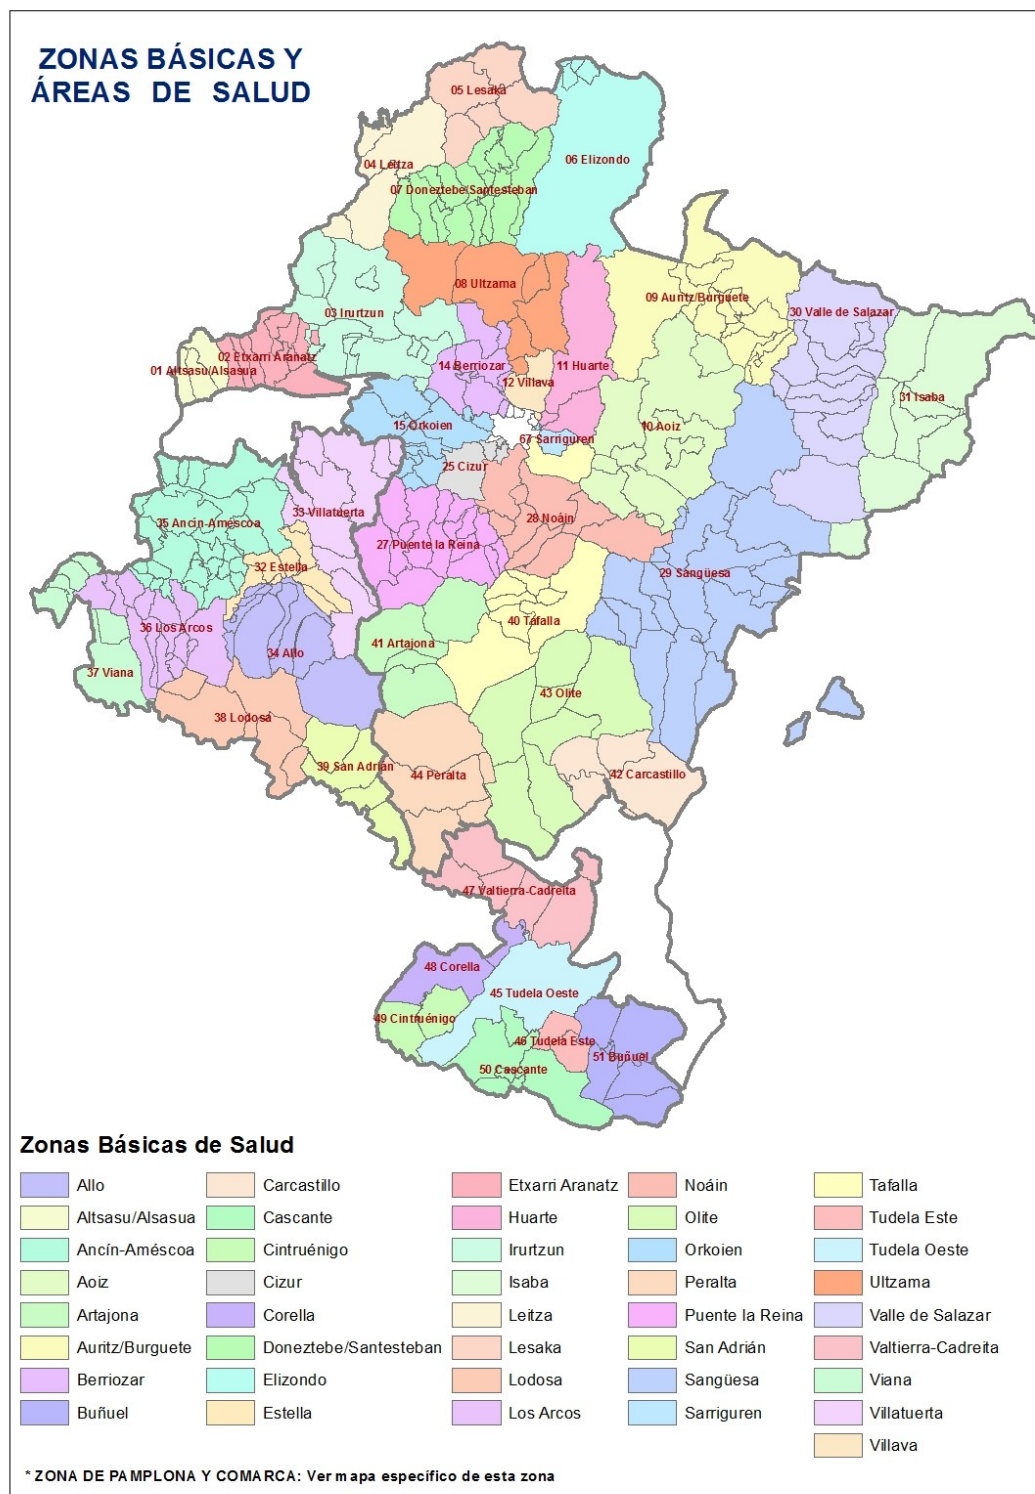 ZONAS BÁSICAS Y
ÁREAS DE SALUD
05 Lesaka
04 Leitza
06 Elizondo
07 Doneztebe/Santesteban
08 Ultzama
09 Auritz/Burguete
30 Valle de Salazar
03 Irurtzun
02 Etxarri Aranatz
01 Altsasu/Alsasua
14 Berriozar
11 Huarte
12 Villava
31 Isaba
15 Orkoien
10 Aoiz
67 Sarriguren
25 Cizur
33 Villatuerta
28 Noáin
35 Ancín-Améscoa
27 Puente la Reina
32 Estella
29 Sangüesa
40 Tafalla
36 Los Arcos
41 Artajona
34 Allo
37 Viana
43 Olite
38 Lodosa
39 San Adrián
44 Peralta
42 Carcastillo
47 Valtierra-Cadreita
48 Corella
45 Tudela Oeste
49 Cintruénigo
46 Tudela Este
51 Buñuel
50 Cascante
Zonas Básicas de Salud
Allo
Altsasu/Alsasua
Ancín-Améscoa
Aoiz
Artajona
Auritz/Burguete
Berriozar
Buñuel
Carcastillo
Cascante
Cintruénigo
Cizur
Corella
Doneztebe/Santesteban
Elizondo
Estella
Etxarri Aranatz
Huarte
Irurtzun
Isaba
Leitza
Lesaka
Lodosa
Los Arcos
Noáin
Olite
Orkoien
Peralta
Puente la Reina
San Adrián
Sangüesa
Sarriguren
Tafalla
Tudela Este
Tudela Oeste
Ultzama
Valle de Salazar
Valtierra-Cadreita
Viana
Villatuerta
Villava
* ZONA DE PAMPLONA Y COMARCA: Ver mapa específico de esta zona